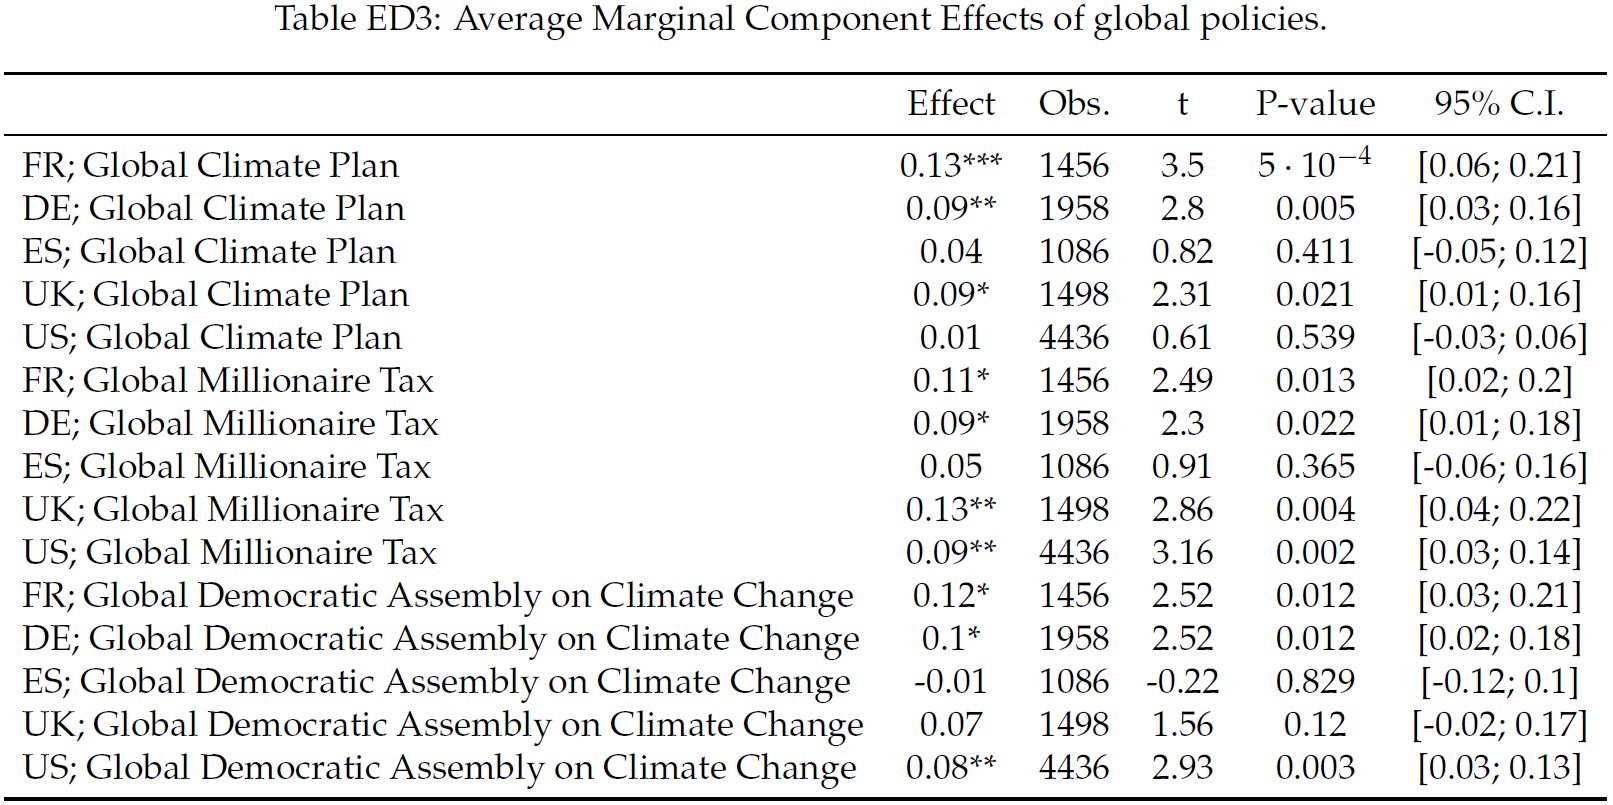 Table ED3: Average Marginal Component Effects of global policies.
Effect Obs. t P-value 95% C.I.
FR; Global Climate Plan 0.13*** 1456 3.5 5 · 10⁻⁴ [0.06; 0.21]
DE; Global Climate Plan 0.09** 1958 2.8 0.005 [0.03; 0.16]
ES; Global Climate Plan 0.04 1086 0.82 0.411 [-0.05; 0.12]
UK; Global Climate Plan 0.09* 1498 2.31 0.021 [0.01; 0.16]
US; Global Climate Plan 0.01 4436 0.61 0.539 [-0.03; 0.06]
FR; Global Millionaire Tax 0.11* 1456 2.49 0.013 [0.02; 0.2]
DE; Global Millionaire Tax 0.09* 1958 2.3 0.022 [0.01; 0.18]
ES; Global Millionaire Tax 0.05 1086 0.91 0.365 [-0.06; 0.16]
UK; Global Millionaire Tax 0.13** 1498 2.86 0.004 [0.04; 0.22]
US; Global Millionaire Tax 0.09** 4436 3.16 0.002 [0.03; 0.14]
FR; Global Democratic Assembly on Climate Change 0.12* 1456 2.52 0.012 [0.03; 0.21]
DE; Global Democratic Assembly on Climate Change 0.1* 1958 2.52 0.012 [0.02; 0.18]
ES; Global Democratic Assembly on Climate Change -0.01 1086 -0.22 0.829 [-0.12; 0.1]
UK; Global Democratic Assembly on Climate Change 0.07 1498 1.56 0.12 [-0.02; 0.17]
US; Global Democratic Assembly on Climate Change 0.08** 4436 2.93 0.003 [0.03; 0.13]